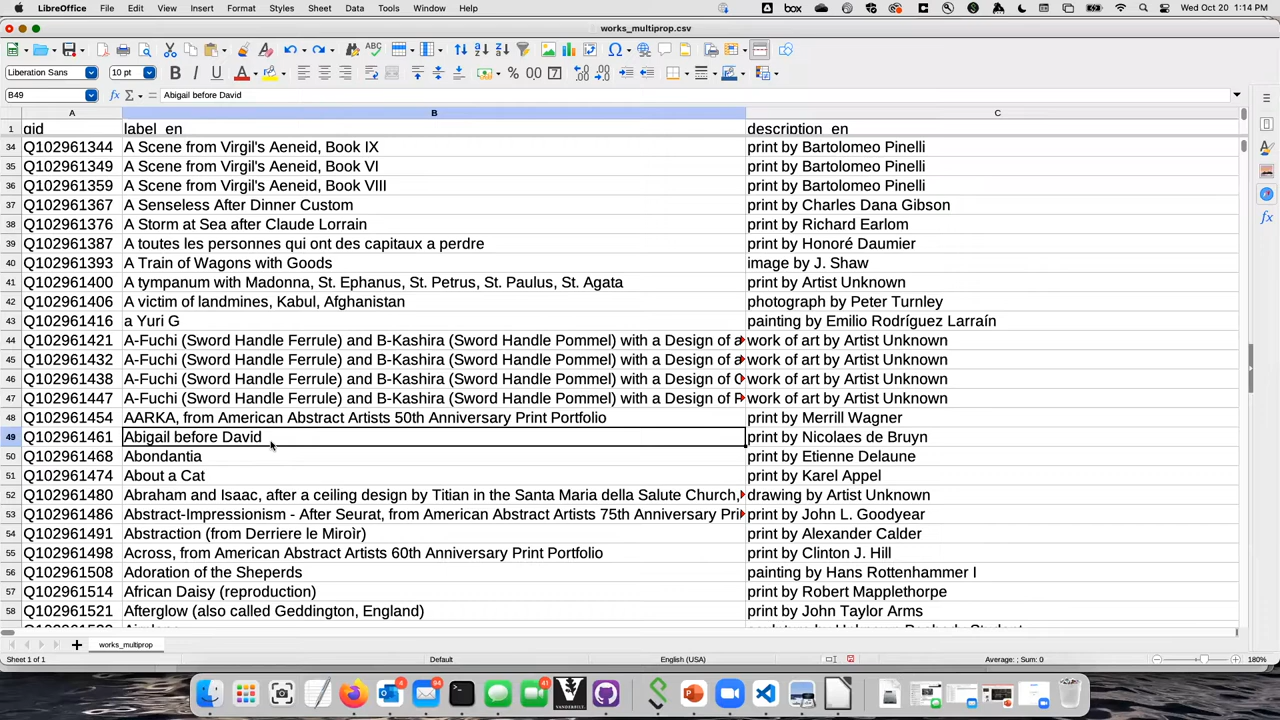 LibreOffice File Edit View Insert Format Styles Sheet Data Tools Window Help box Wed Oct 20 1:14 PM
works_multiprop.csv
Liberation Sans 10 pt
B49 Abigail before David
A B C
1 qid label_en description_en
34 Q102961344 A Scene from Virgil's Aeneid, Book IX print by Bartolomeo Pinelli
35 Q102961349 A Scene from Virgil's Aeneid, Book VI print by Bartolomeo Pinelli
36 Q102961359 A Scene from Virgil's Aeneid, Book VIII print by Bartolomeo Pinelli
37 Q102961367 A Senseless After Dinner Custom print by Charles Dana Gibson
38 Q102961376 A Storm at Sea after Claude Lorrain print by Richard Earlom
39 Q102961387 A toutes les personnes qui ont des capitaux a perdre print by Honoré Daumier
40 Q102961393 A Train of Wagons with Goods image by J. Shaw
41 Q102961400 A tympanum with Madonna, St. Ephanus, St. Petrus, St. Paulus, St. Agata print by Artist Unknown
42 Q102961406 A victim of landmines, Kabul, Afghanistan photograph by Peter Turnley
43 Q102961416 a Yuri G painting by Emilio Rodríguez Larraín
44 Q102961421 A-Fuchi (Sword Handle Ferrule) and B-Kashira (Sword Handle Pommel) with a Design of a work of art by Artist Unknown
45 Q102961432 A-Fuchi (Sword Handle Ferrule) and B-Kashira (Sword Handle Pommel) with a Design of a work of art by Artist Unknown
46 Q102961438 A-Fuchi (Sword Handle Ferrule) and B-Kashira (Sword Handle Pommel) with a Design of work of art by Artist Unknown
47 Q102961447 A-Fuchi (Sword Handle Ferrule) and B-Kashira (Sword Handle Pommel) with a Design of work of art by Artist Unknown
48 Q102961454 AARKA, from American Abstract Artists 50th Anniversary Print Portfolio print by Merrill Wagner
49 Q102961461 Abigail before David print by Nicolaes de Bruyn
50 Q102961468 Abondantia print by Etienne Delaune
51 Q102961474 About a Cat print by Karel Appel
52 Q102961480 Abraham and Isaac, after a ceiling design by Titian in the Santa Maria della Salute Church, drawing by Artist Unknown
53 Q102961486 Abstract-Impressionism - After Seurat, from American Abstract Artists 75th Anniversary Pri print by John L. Goodyear
54 Q102961491 Abstraction (from Derriere le Miroìr) print by Alexander Calder
55 Q102961498 Across, from American Abstract Artists 60th Anniversary Print Portfolio print by Clinton J. Hill
56 Q102961508 Adoration of the Sheperds painting by Hans Rottenhammer I
57 Q102961514 African Daisy (reproduction) print by Robert Mapplethorpe
58 Q102961521 Afterglow (also called Geddington, England) print by John Taylor Arms
works_multiprop
Sheet 1 of 1 Default English (USA) Average: ; Sum: 0 180%
VANDERBILT